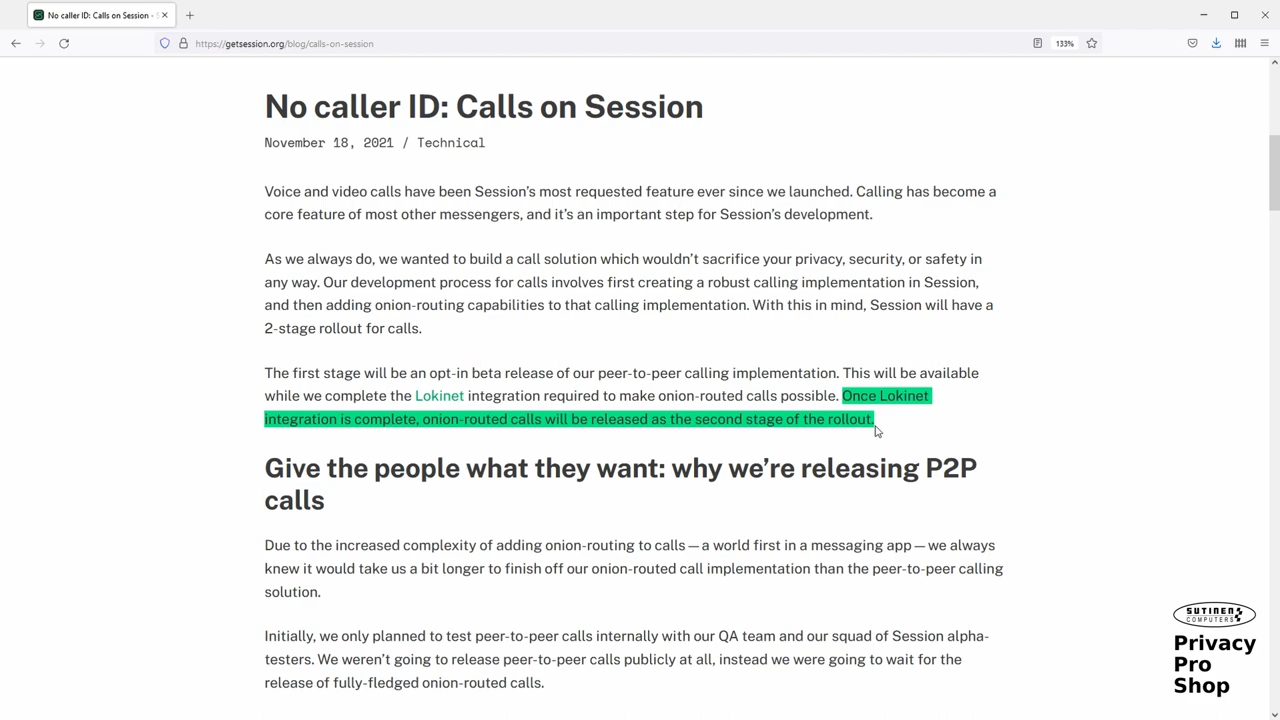 No caller ID: Calls on Session - S
https://getsession.org/blog/calls-on-session
133%
No caller ID: Calls on Session
November 18, 2021 / Technical
Voice and video calls have been Session's most requested feature ever since we launched. Calling has become a
core feature of most other messengers, and it's an important step for Session's development.
As we always do, we wanted to build a call solution which wouldn't sacrifice your privacy, security, or safety in
any way. Our development process for calls involves first creating a robust calling implementation in Session,
and then adding onion-routing capabilities to that calling implementation. With this in mind, Session will have a
2-stage rollout for calls.
The first stage will be an opt-in beta release of our peer-to-peer calling implementation. This will be available
while we complete the Lokinet integration required to make onion-routed calls possible. Once Lokinet
integration is complete, onion-routed calls will be released as the second stage of the rollout.
Give the people what they want: why we're releasing P2P
calls
Due to the increased complexity of adding onion-routing to calls — a world first in a messaging app — we always
knew it would take us a bit longer to finish off our onion-routed call implementation than the peer-to-peer calling
solution.
Initially, we only planned to test peer-to-peer calls internally with our QA team and our squad of Session alpha-
testers. We weren't going to release peer-to-peer calls publicly at all, instead we were going to wait for the
release of fully-fledged onion-routed calls.
SUTINEN
COMPUTERS
Privacy
Pro
Shop